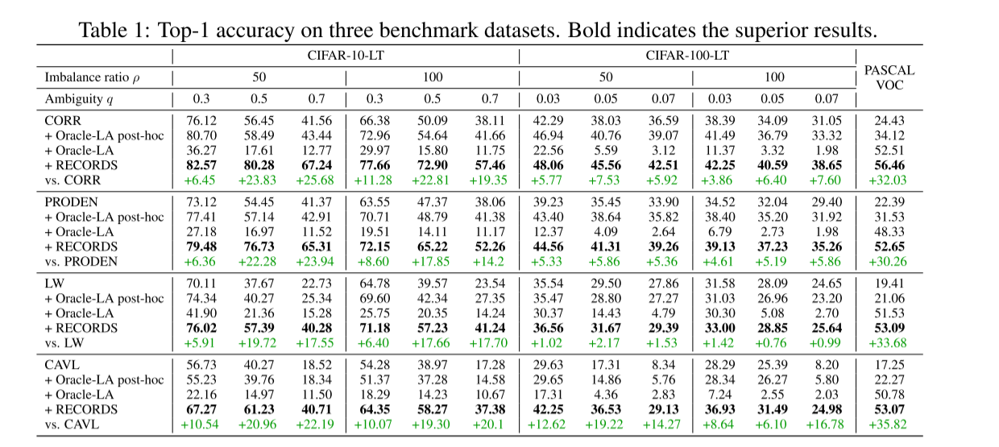 Table 1: Top-1 accuracy on three benchmark datasets. Bold indicates the superior results.
CIFAR-10-LT CIFAR-100-LT PASCAL VOC
Imbalance ratio ρ 50 100 50 100
Ambiguity q 0.3 0.5 0.7 0.3 0.5 0.7 0.03 0.05 0.07 0.03 0.05 0.07
CORR 76.12 56.45 41.56 66.38 50.09 38.11 42.29 38.03 36.59 38.39 34.09 31.05 24.43
+ Oracle-LA post-hoc 80.70 58.49 43.44 72.96 54.64 41.66 46.94 40.76 39.07 41.49 36.79 33.32 34.12
+ Oracle-LA 36.27 17.61 12.77 29.97 15.80 11.75 22.56 5.59 3.12 11.37 3.32 1.98 52.51
+ RECORDS 82.57 80.28 67.24 77.66 72.90 57.46 48.06 45.56 42.51 42.25 40.59 38.65 56.46
vs. CORR +6.45 +23.83 +25.68 +11.28 +22.81 +19.35 +5.77 +7.53 +5.92 +3.86 +6.40 +7.60 +32.03
PRODEN 73.12 54.45 41.37 63.55 47.37 38.06 39.23 35.45 33.90 34.52 32.04 29.40 22.39
+ Oracle-LA post-hoc 77.41 57.14 42.91 70.71 48.79 41.38 43.40 38.64 35.82 38.40 35.20 31.92 31.53
+ Oracle-LA 27.18 16.97 11.52 19.51 14.11 11.17 12.37 4.09 2.64 6.79 2.73 1.98 48.33
+ RECORDS 79.48 76.73 65.31 72.15 65.22 52.26 44.56 41.31 39.26 39.13 37.23 35.26 52.65
vs. PRODEN +6.36 +22.28 +23.94 +8.60 +17.85 +14.2 +5.33 +5.86 +5.36 +4.61 +5.19 +5.86 +30.26
LW 70.11 37.67 22.73 64.78 39.57 23.54 35.54 29.50 27.86 31.58 28.09 24.65 19.41
+ Oracle-LA post-hoc 74.34 40.27 25.34 69.60 42.34 27.35 35.47 28.80 27.27 31.03 26.96 23.20 21.06
+ Oracle-LA 41.90 21.36 15.28 25.75 20.35 14.24 30.37 14.43 4.79 30.30 5.08 2.70 51.53
+ RECORDS 76.02 57.39 40.28 71.18 57.23 41.24 36.56 31.67 29.39 33.00 28.85 25.64 53.09
vs. LW +5.91 +19.72 +17.55 +6.40 +17.66 +17.70 +1.02 +2.17 +1.53 +1.42 +0.76 +0.99 +33.68
CAVL 56.73 40.27 18.52 54.28 38.97 17.28 29.63 17.31 8.34 28.29 25.39 8.20 17.25
+ Oracle-LA post-hoc 55.23 39.76 18.34 51.37 37.28 14.58 29.65 14.86 5.76 28.34 26.27 5.80 22.27
+ Oracle-LA 22.16 14.97 11.50 18.29 14.23 10.67 17.31 4.36 2.83 7.24 2.55 2.03 50.78
+ RECORDS 67.27 61.23 40.71 64.35 58.27 37.38 42.25 36.53 29.13 36.93 31.49 24.98 53.07
vs. CAVL +10.54 +20.96 +22.19 +10.07 +19.30 +20.1 +12.62 +19.22 +14.27 +8.64 +6.10 +16.78 +35.82